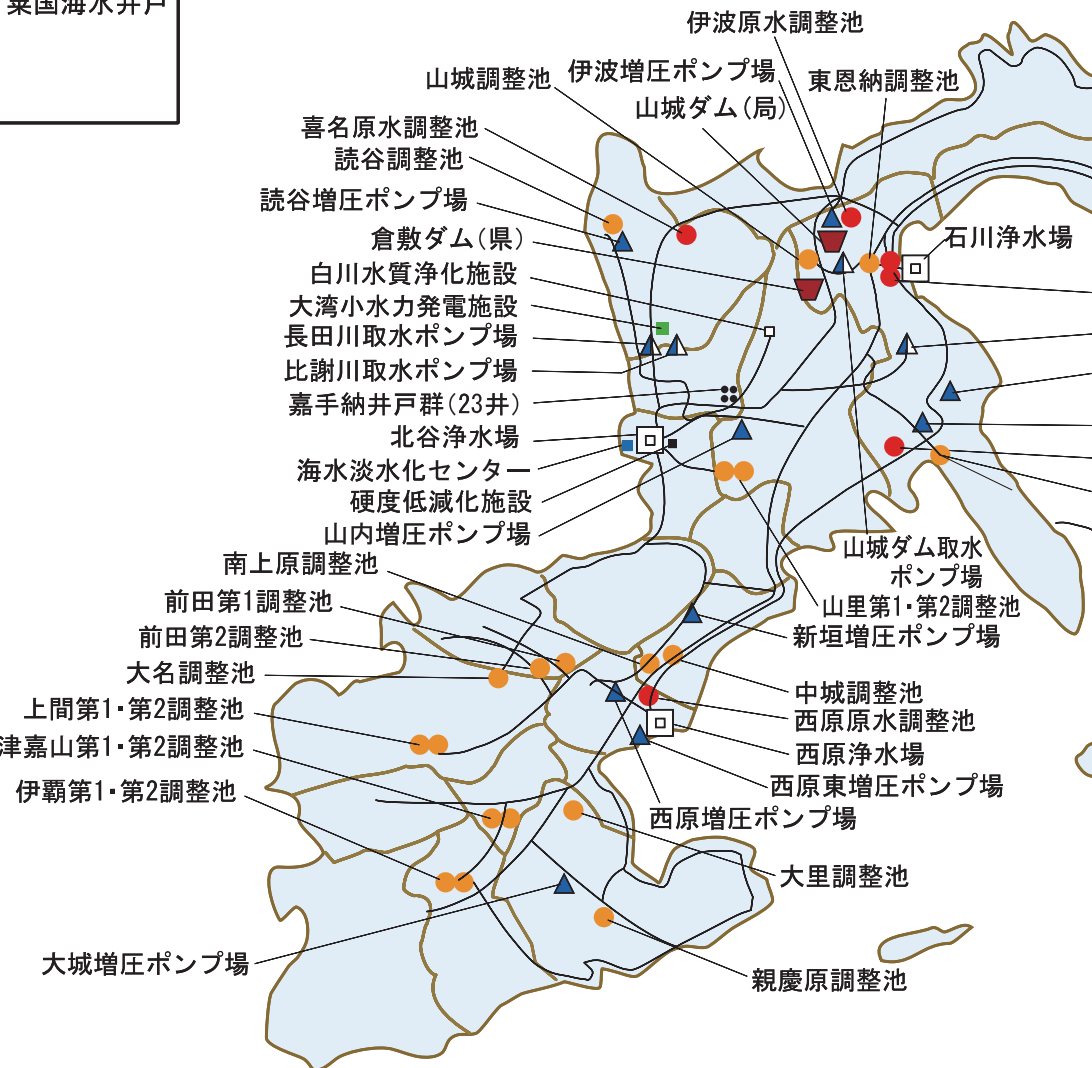 粟国海水井戸
伊波原水調整池
伊波増圧ポンプ場
東恩納調整池
山城調整池
山城ダム(局)
喜名原水調整池
読谷調整池
読谷増圧ポンプ場
倉敷ダム(県)
石川浄水場
白川水質浄化施設
大湾小水力発電施設
長田川取水ポンプ場
比謝川取水ポンプ場
嘉手納井戸群(23井)
北谷浄水場
海水淡水化センター
硬度低減化施設
山内増圧ポンプ場
山城ダム取水
ポンプ場
南上原調整池
山里第1・第2調整池
前田第1調整池
新垣増圧ポンプ場
前田第2調整池
大名調整池
中城調整池
上間第1・第2調整池
西原原水調整池
津嘉山第1・第2調整池
西原浄水場
西原東増圧ポンプ場
伊覇第1・第2調整池
西原増圧ポンプ場
大里調整池
大城増圧ポンプ場
親慶原調整池